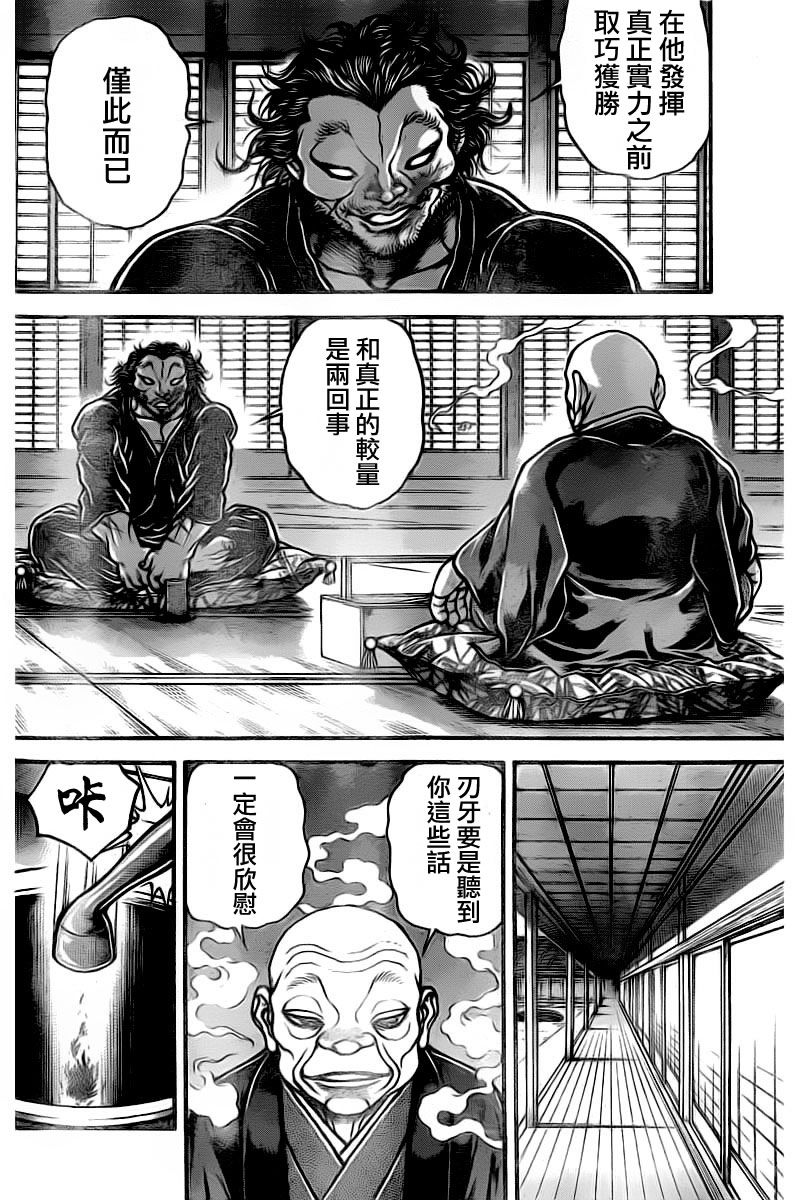 在他發揮
真正實力之前
取巧獲勝
僅此而已
和真正的較量
是兩回事
刃牙要是聽到
你這些話
一定會很欣慰
咔